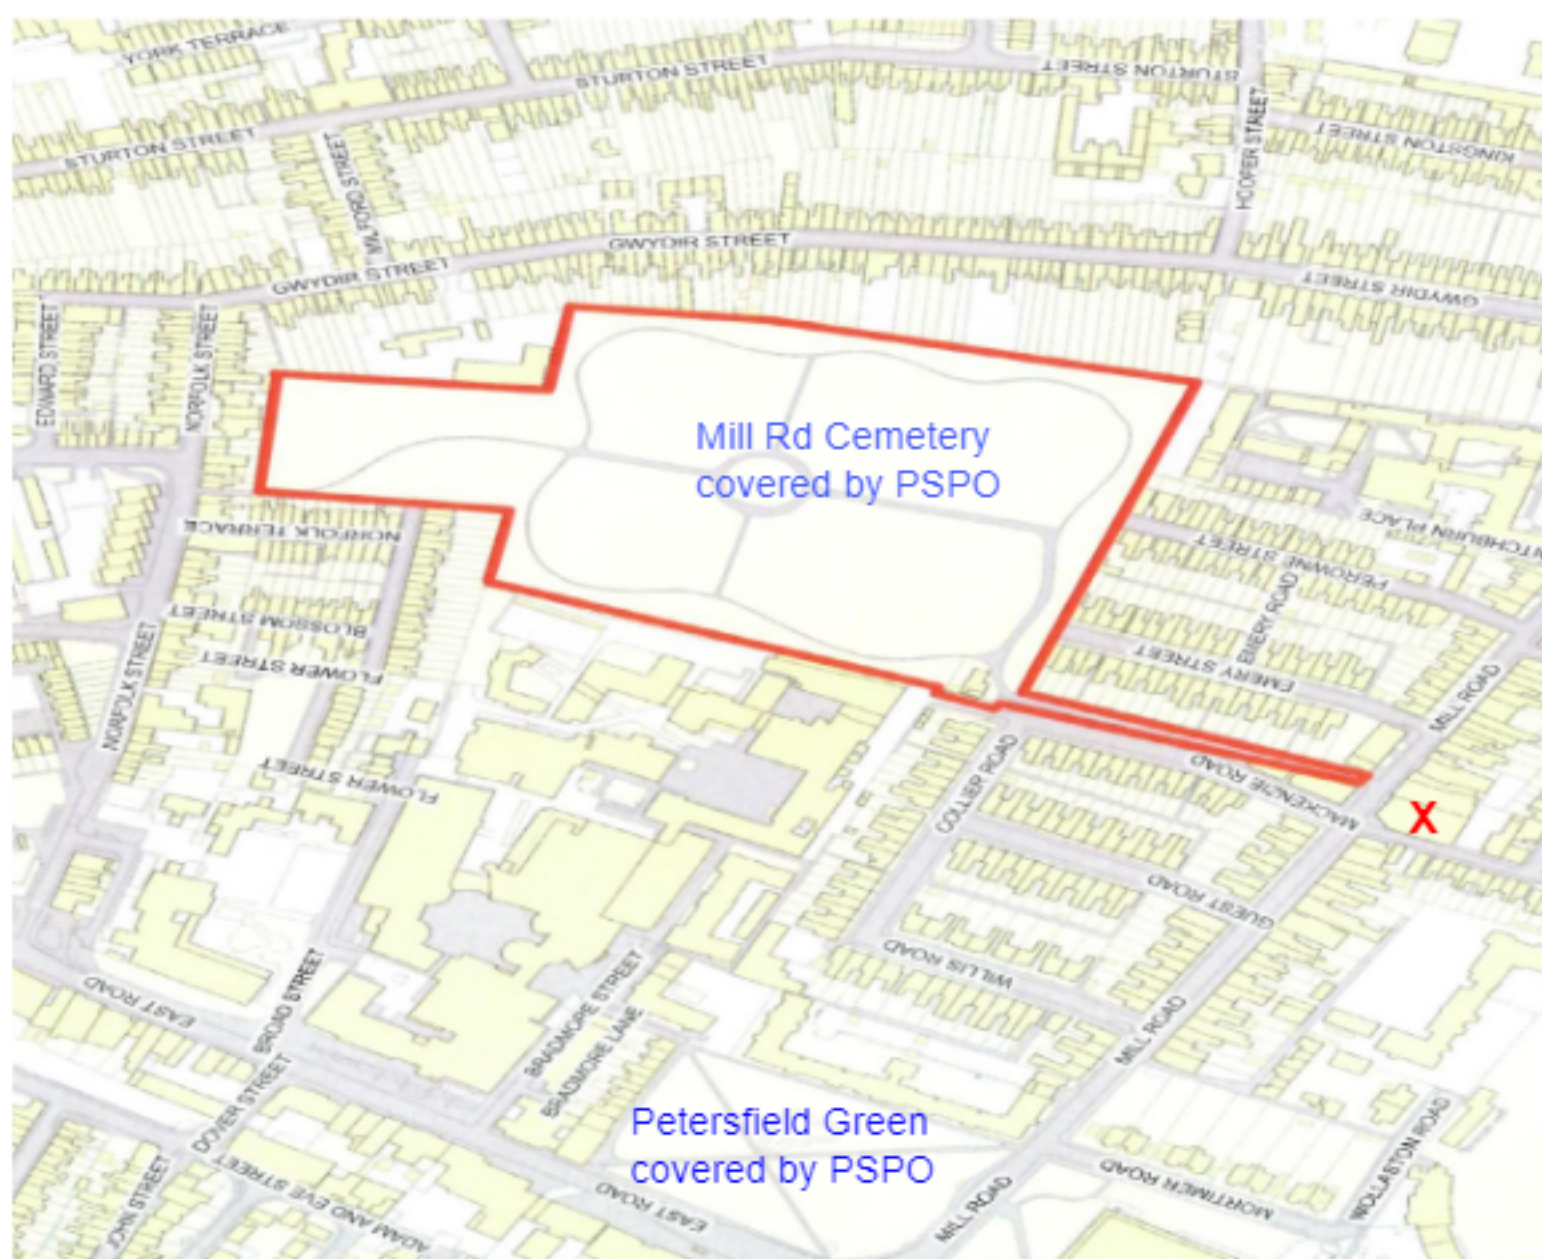 YORK TERRACE
STURTON STREET
STURTON STREET
STURTON STREET
KINGSTON STREET
HOOPER STREET
MILFORD STREET
GWYDIR STREET
GWYDIR STREET
GWYDIR STREET
EDWARD STREET
NORFOLK STREET
Mill Rd Cemetery
covered by PSPO
NORFOLK TERRACE
BLOSSOM STREET
FLOWER STREET
NORFOLK STREET
FLOWER STREET
PLACE
PEROWNE STREET
EMERY ROAD
EMERY STREET
MILL ROAD
MACKENZIE ROAD
X
COLLIER ROAD
GUEST ROAD
WILLIS ROAD
MILL ROAD
EAST ROAD
BROAD STREET
BRADMORE STREET
BRADMORE LANE
DOVER STREET
Petersfield Green
covered by PSPO
JOHN STREET
ADAM AND EVE STREET
EAST ROAD
MILL ROAD
MORTIMER ROAD
WOLLASTON ROAD